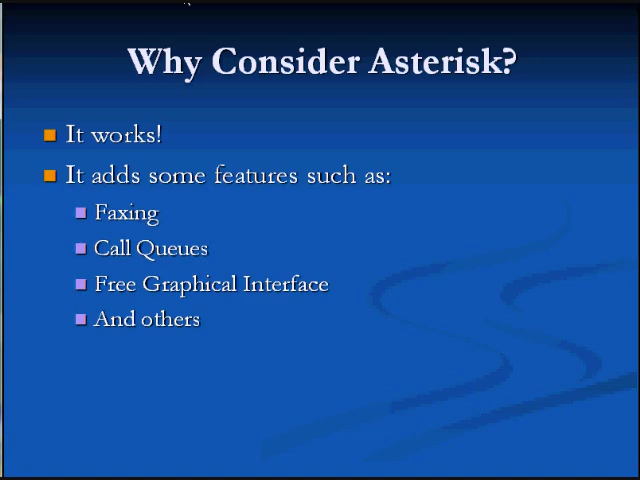 Why Consider Asterisk?
It works!
It adds some features such as:
Faxing
Call Queues
Free Graphical Interface
And others